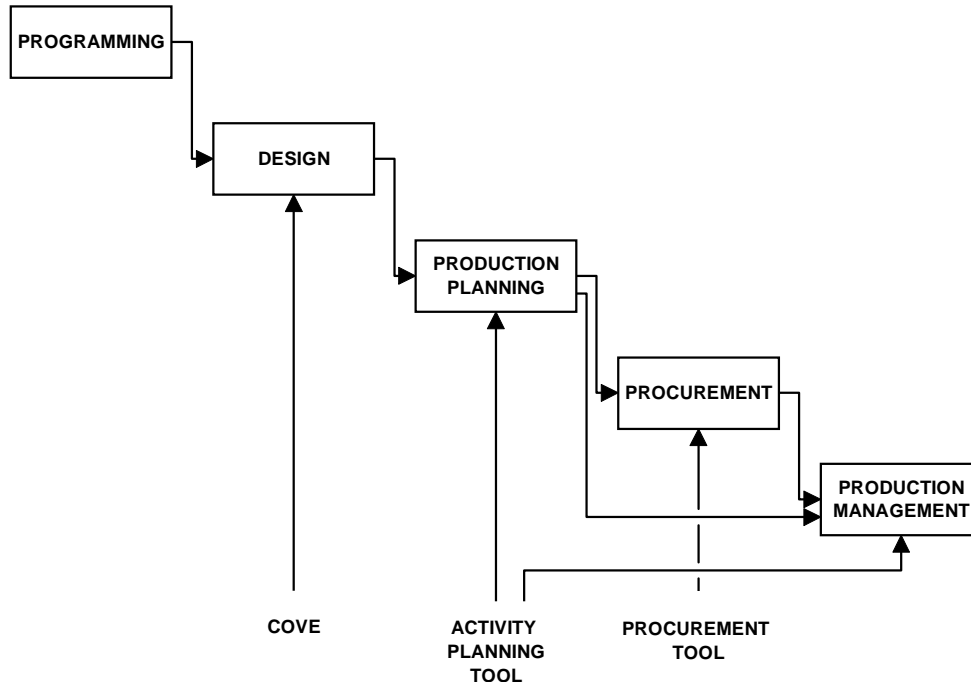 PROGRAMMING
DESIGN
PRODUCTION
PLANNING
PROCUREMENT
PRODUCTION
MANAGEMENT
COVE
ACTIVITY
PLANNING
TOOL
PROCUREMENT
TOOL